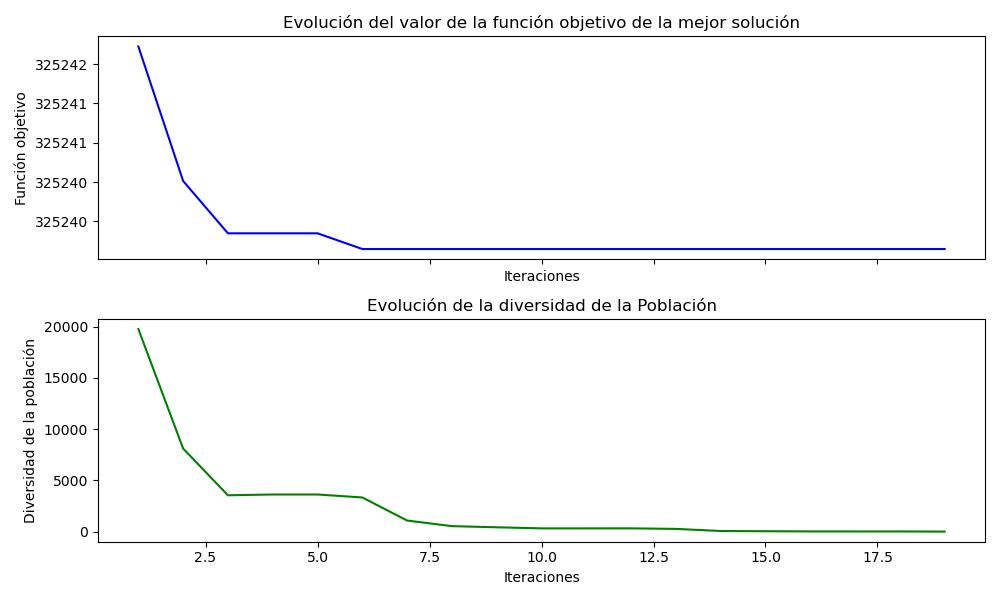 Evolución del valor de la función objetivo de la mejor solución
325242
325241
325241
325240
325240
Función objetivo
Iteraciones
Evolución de la diversidad de la Población
20000
15000
10000
5000
0
Diversidad de la población
2.5 5.0 7.5 10.0 12.5 15.0 17.5
Iteraciones